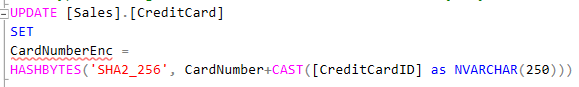 UPDATE [Sales].[CreditCard]
SET
CardNumberEnc =
HASHBYTES('SHA2_256', CardNumber+CAST([CreditCardID] as NVARCHAR(250)))